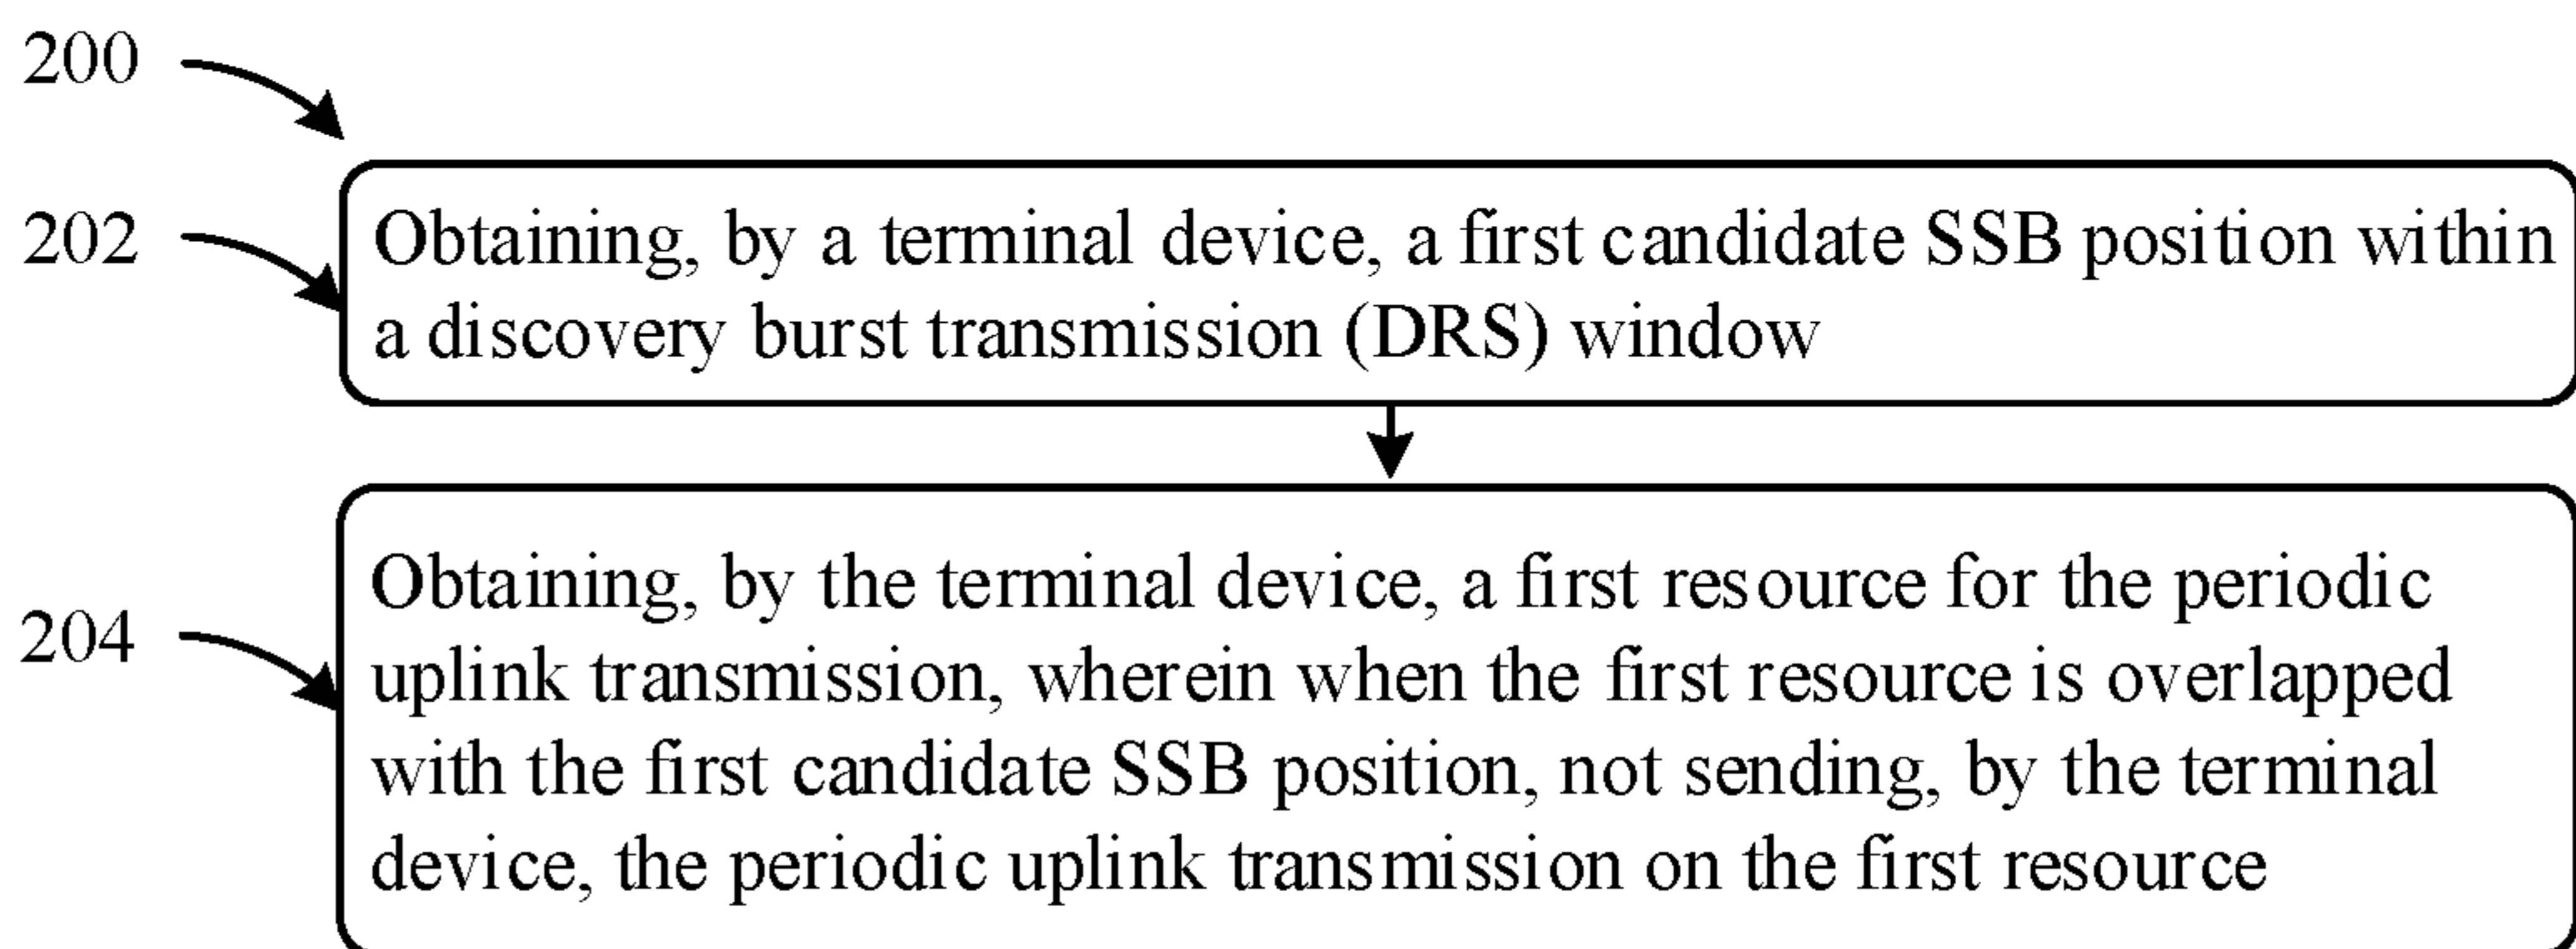 200
202
Obtaining, by a terminal device, a first candidate SSB position within
a discovery burst transmission (DRS) window
204
Obtaining, by the terminal device, a first resource for the periodic
uplink transmission, wherein when the first resource is overlapped
with the first candidate SSB position, not sending, by the terminal
device, the periodic uplink transmission on the first resource